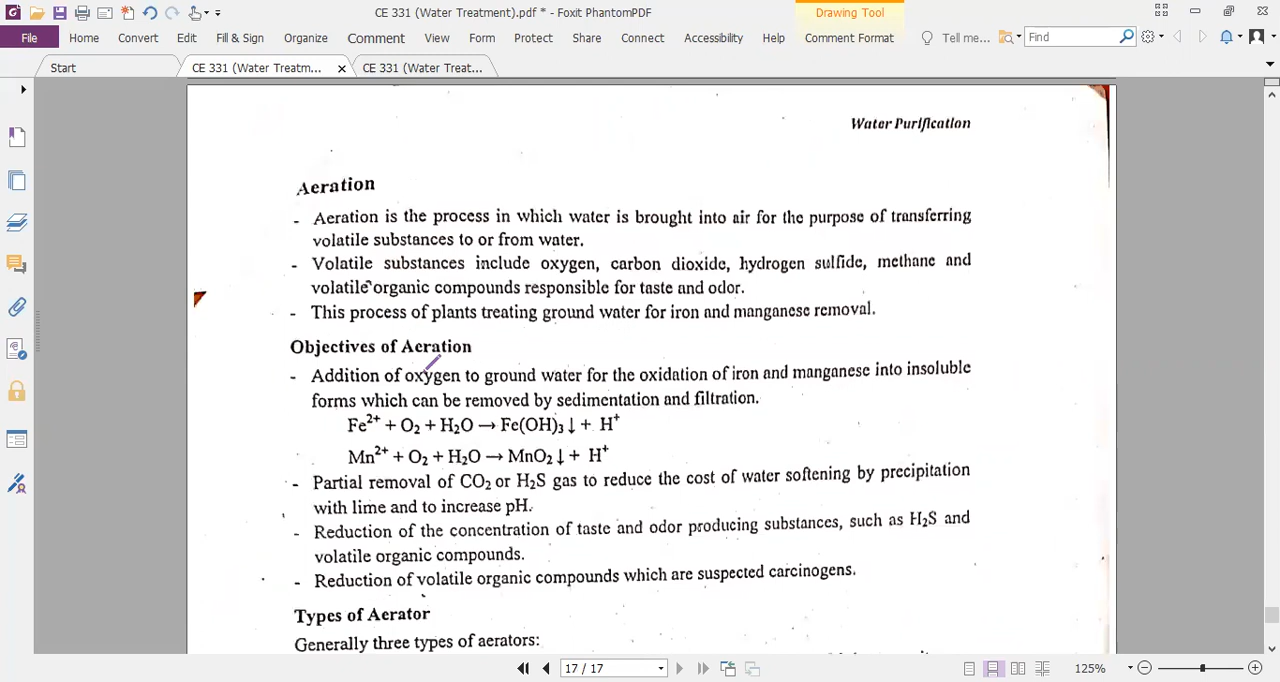 CE 331 (Water Treatment).pdf * - Foxit PhantomPDF
Drawing Tool
File Home Convert Edit Fill & Sign Organize Comment View Form Protect Share Connect Accessibility Help Comment Format Tell me... Find
Start CE 331 (Water Treatm... CE 331 (Water Treat...
Water Purification
Aeration
- Aeration is the process in which water is brought into air for the purpose of transferring
volatile substances to or from water.
- Volatile substances include oxygen, carbon dioxide, hydrogen sulfide, methane and
volatile organic compounds responsible for taste and odor.
- This process of plants treating ground water for iron and manganese removal.
Objectives of Aeration
- Addition of oxygen to ground water for the oxidation of iron and manganese into insoluble
forms which can be removed by sedimentation and filtration.
Fe²⁺ + O₂ + H₂O → Fe(OH)₃↓ + H⁺
Mn²⁺ + O₂ + H₂O → MnO₂↓ + H⁺
- Partial removal of CO₂ or H₂S gas to reduce the cost of water softening by precipitation
with lime and to increase pH.
- Reduction of the concentration of taste and odor producing substances, such as H₂S and
volatile organic compounds.
- Reduction of volatile organic compounds which are suspected carcinogens.
Types of Aerator
Generally three types of aerators:
17 / 17
125%